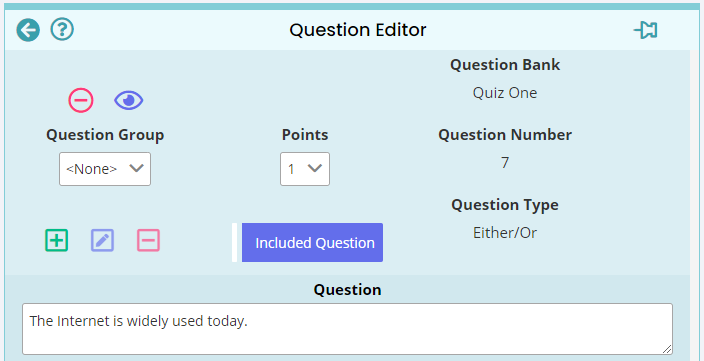 Question Editor
Question Bank
Quiz One
Question Group
Points
Question Number
<None>
1
7
Question Type
Either/Or
Included Question
Question
The Internet is widely used today.